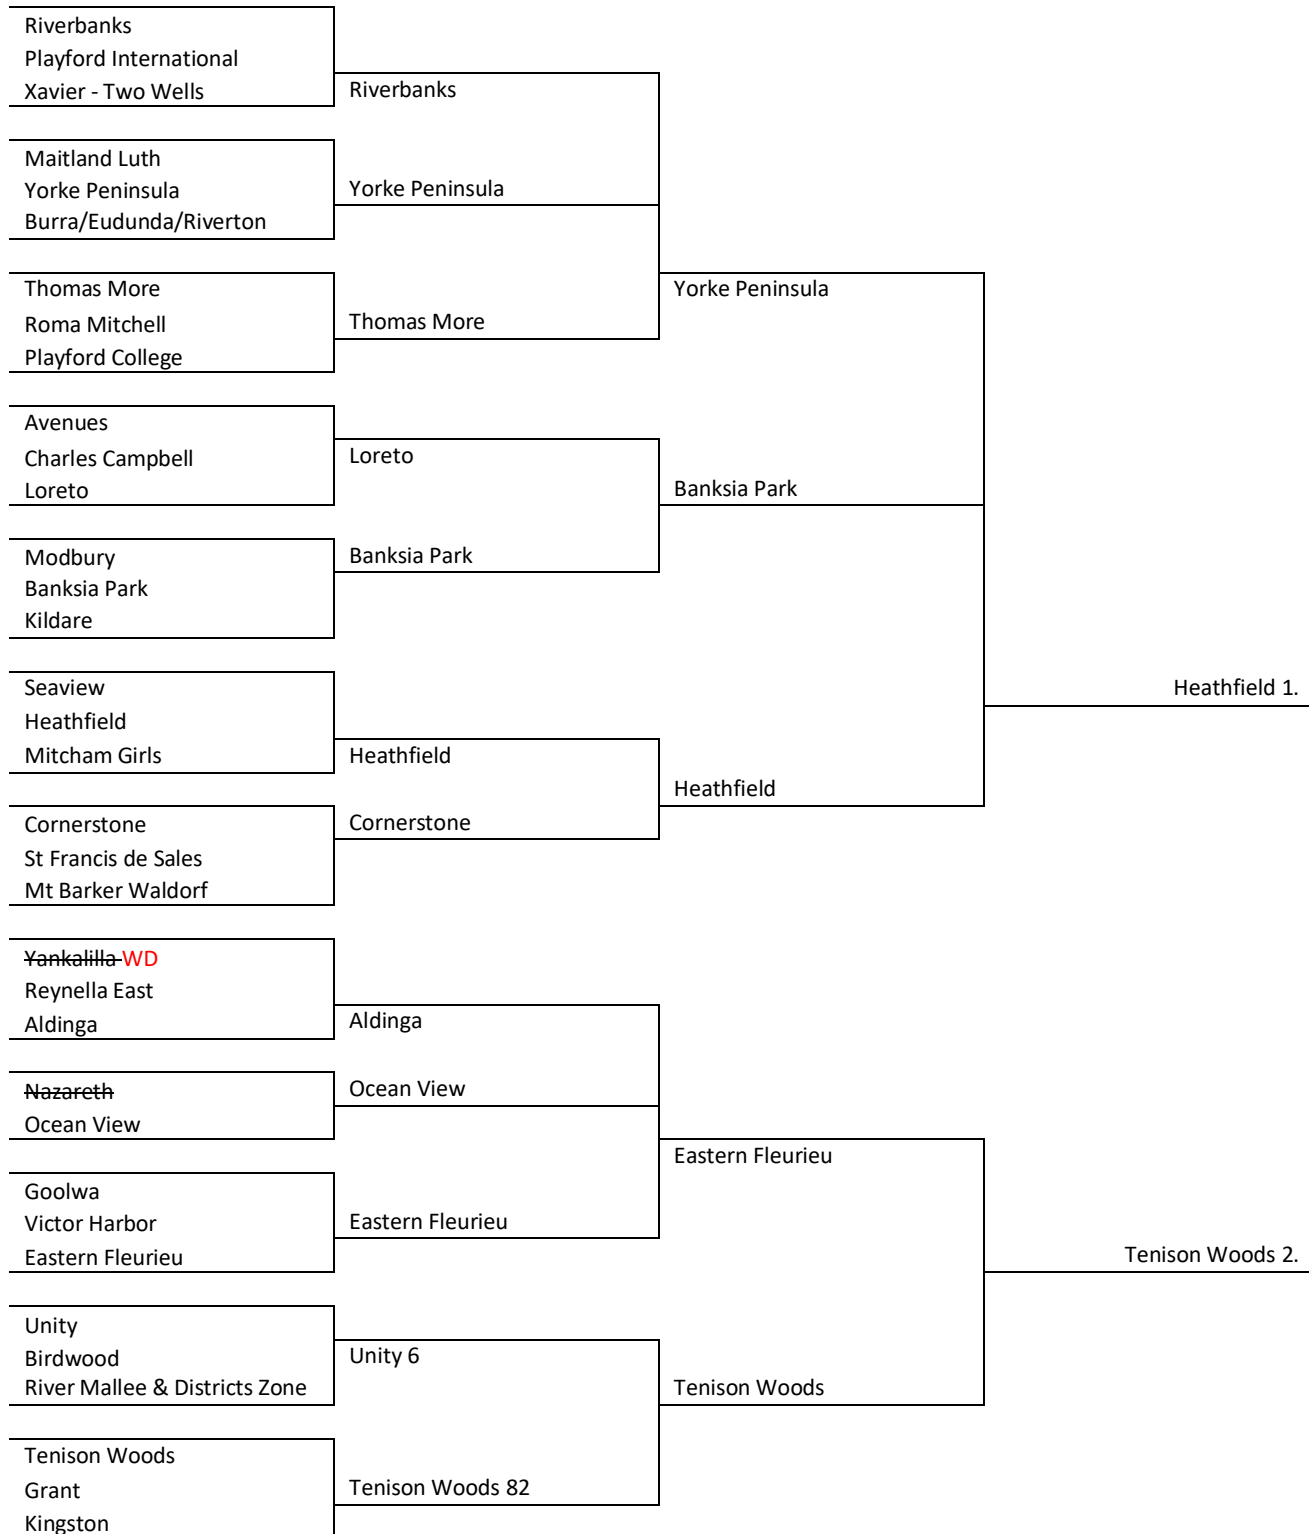 Riverbanks
Playford International
Xavier - Two Wells
Riverbanks
Maitland Luth
Yorke Peninsula
Yorke Peninsula
Burra/Eudunda/Riverton
Thomas More
Yorke Peninsula
Roma Mitchell
Thomas More
Playford College
Avenues
Charles Campbell
Loreto
Loreto
Banksia Park
Modbury
Banksia Park
Banksia Park
Kildare
Seaview
Heathfield 1.
Heathfield
Mitcham Girls
Heathfield
Heathfield
Cornerstone
Cornerstone
St Francis de Sales
Mt Barker Waldorf
Yankalilla WD
Reynella East
Aldinga
Aldinga
Nazareth
Ocean View
Ocean View
Eastern Fleurieu
Goolwa
Victor Harbor
Eastern Fleurieu
Eastern Fleurieu
Tenison Woods 2.
Unity
Birdwood
Unity 6
River Mallee & Districts Zone
Tenison Woods
Tenison Woods
Grant
Tenison Woods 82
Kingston